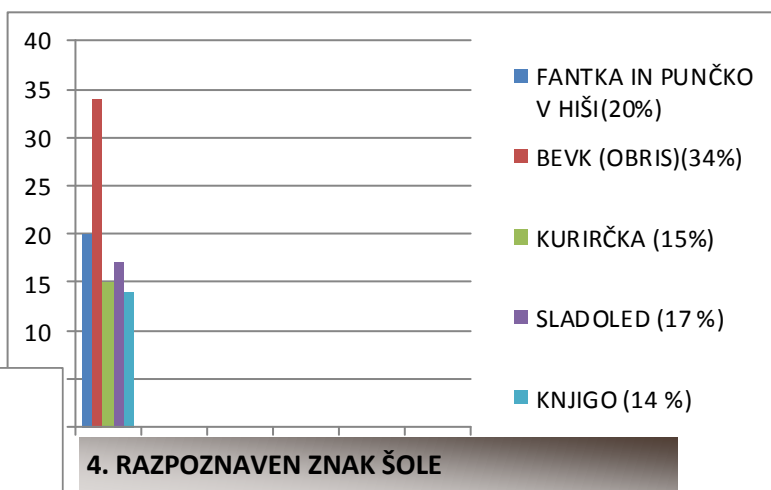 40
35
30
25
20
15
10
FANTKA IN PUNČKO
V HIŠI(20%)
BEVK (OBRIS)(34%)
KURIRČKA (15%)
SLADOLED (17 %)
KNJIGO (14 %)
4. RAZPOZNAVEN ZNAK ŠOLE